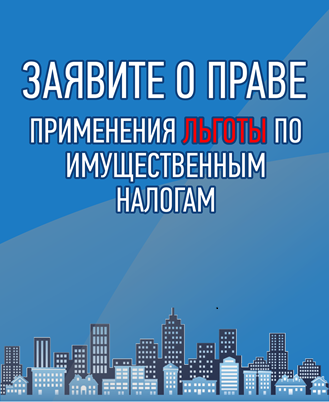 ЗАЯВИТЕ О ПРАВЕ
ПРИМЕНЕНИЯ ЛЬГОТЫ ПО
ИМУЩЕСТВЕННЫМ
НАЛОГАМ